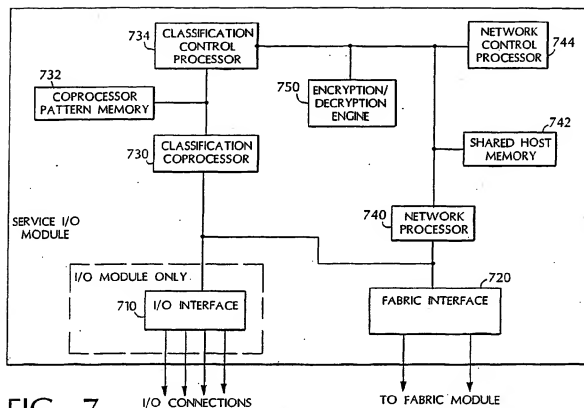 734
CLASSIFICATION
CONTROL
PROCESSOR
NETWORK
CONTROL
PROCESSOR
744
732
COPROCESSOR
PATTERN MEMORY
750
ENCRYPTION/
DECRYPTION
ENGINE
742
SHARED HOST
MEMORY
730
CLASSIFICATION
COPROCESSOR
740
NETWORK
PROCESSOR
SERVICE I/O
MODULE
I/O MODULE ONLY
710
I/O INTERFACE
720
FABRIC INTERFACE
FIG. 7
I/O CONNECTIONS
TO FABRIC MODULE